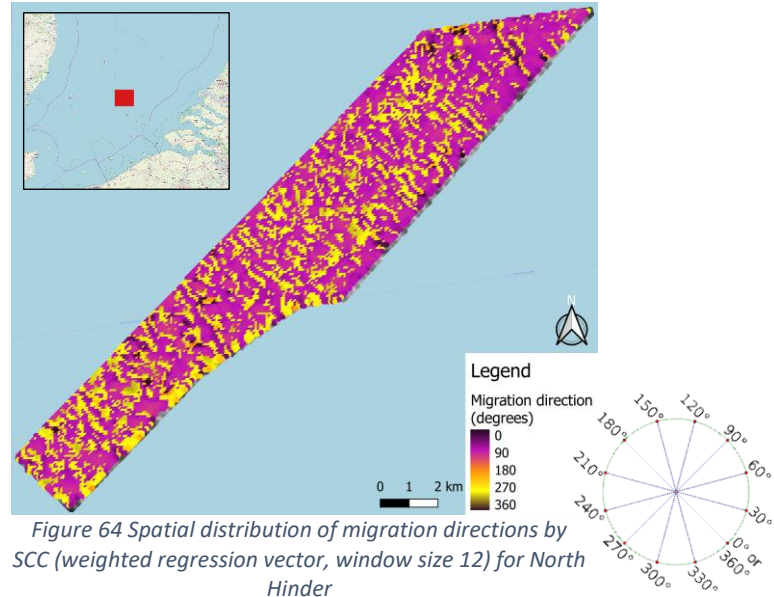 N
Legend
Migration direction
(degrees)
0
90
180
270
360
0 1 2 km
150°
120°
180°
90°
210°
60°
240°
30°
270°
0° or
360°
300°
330°
Figure 64 Spatial distribution of migration directions by
SCC (weighted regression vector, window size 12) for North
Hinder